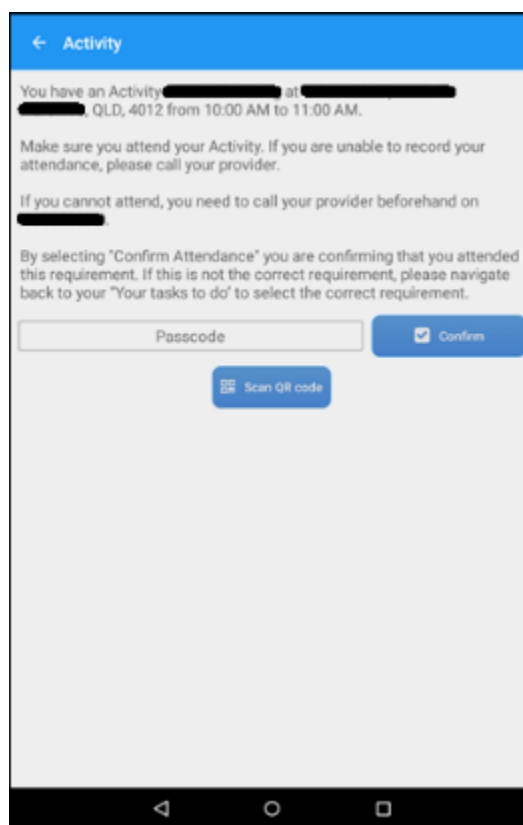 Activity
You have an Activity at
, QLD, 4012 from 10:00 AM to 11:00 AM.
Make sure you attend your Activity. If you are unable to record your
attendance, please call your provider.
If you cannot attend, you need to call your provider beforehand on
.
By selecting "Confirm Attendance" you are confirming that you attended
this requirement. If this is not the correct requirement, please navigate
back to your "Your tasks to do" to select the correct requirement.
Passcode
Confirm
Scan QR code